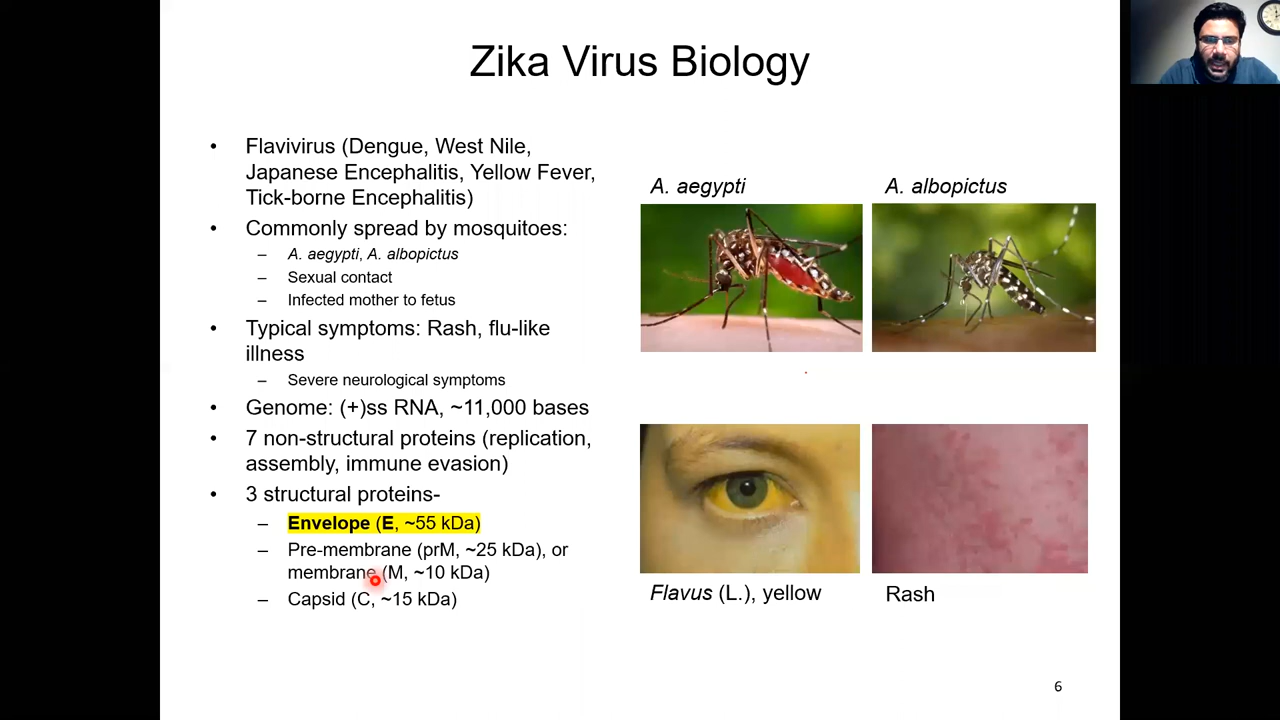 Zika Virus Biology
• Flavivirus (Dengue, West Nile,
Japanese Encephalitis, Yellow Fever,
Tick-borne Encephalitis)
• Commonly spread by mosquitoes:
– A. aegypti, A. albopictus
– Sexual contact
– Infected mother to fetus
• Typical symptoms: Rash, flu-like
illness
– Severe neurological symptoms
• Genome: (+)ss RNA, ~11,000 bases
• 7 non-structural proteins (replication,
assembly, immune evasion)
• 3 structural proteins-
– Envelope (E, ~55 kDa)
– Pre-membrane (prM, ~25 kDa), or
membrane (M, ~10 kDa)
– Capsid (C, ~15 kDa)
A. aegypti
A. albopictus
Flavus (L.), yellow
Rash
6